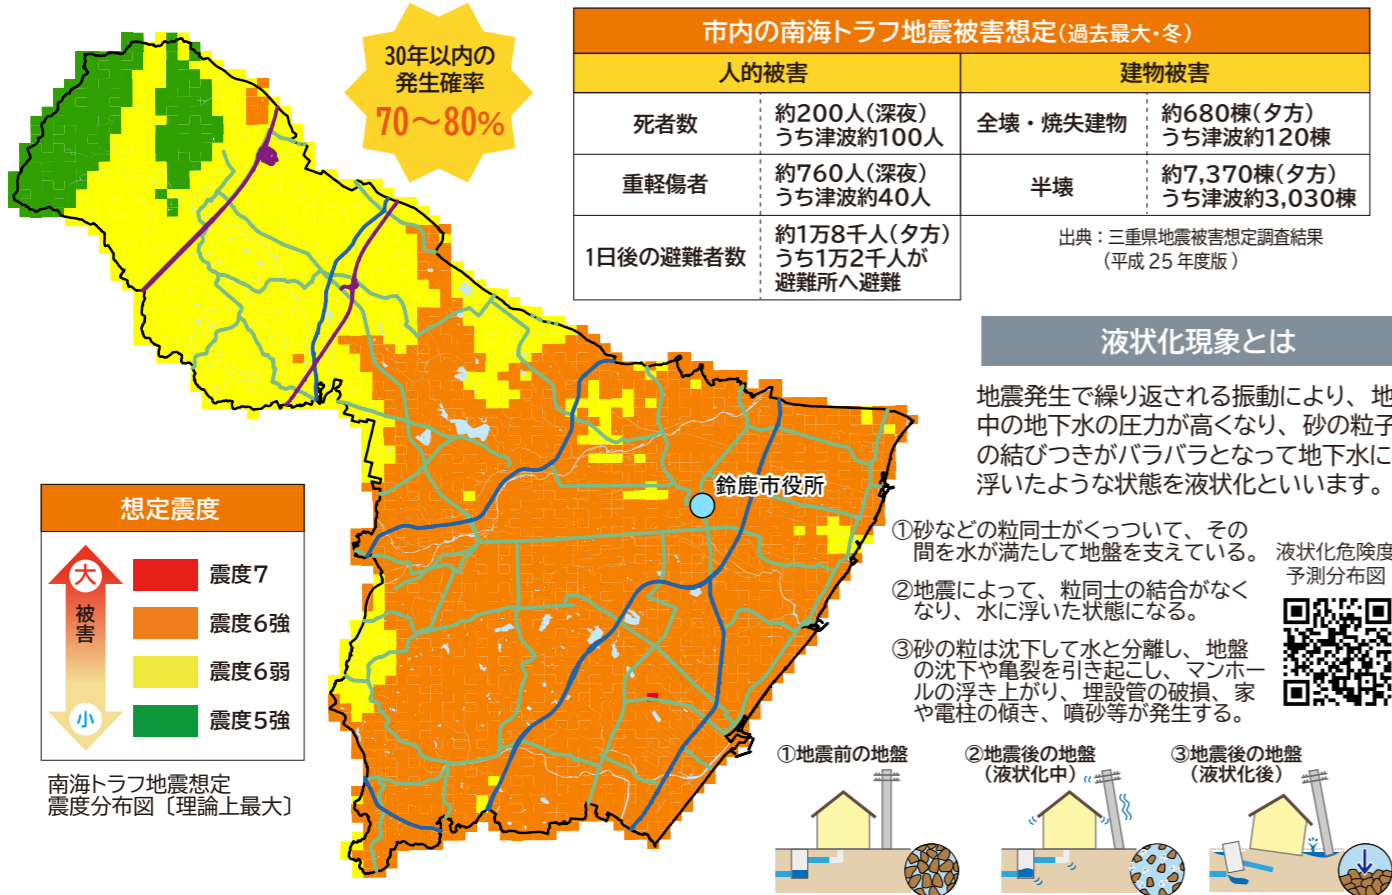 30年以内の
発生確率
70〜80%
市内の南海トラフ地震被害想定(過去最大・冬)
人的被害
建物被害
死者数
約200人(深夜)
うち津波約100人
全壊・焼失建物
約680棟(夕方)
うち津波約120棟
重軽傷者
約760人(深夜)
うち津波約40人
半壊
約7,370棟(夕方)
うち津波約3,030棟
1日後の避難者数
約1万8千人(夕方)
うち1万2千人が
避難所へ避難
出典：三重県地震被害想定調査結果
(平成25年度版)
鈴鹿市役所
想定震度
大
被害
小
震度7
震度6強
震度6弱
震度5強
南海トラフ地震想定
震度分布図〔理論上最大〕
液状化現象とは
地震発生で繰り返される振動により、地
中の地下水の圧力が高くなり、砂の粒子
の結びつきがバラバラとなって地下水に
浮いたような状態を液状化といいます。
①砂などの粒同士がくっついて、その
間を水が満たして地盤を支えている。
②地震によって、粒同士の結合がなく
なり、水に浮いた状態になる。
③砂の粒は沈下して水と分離し、地盤
の沈下や亀裂を引き起こし、マンホー
ルの浮き上がり、埋設管の破損、家
や電柱の傾き、噴砂等が発生する。
液状化危険度
予測分布図
①地震前の地盤
②地震後の地盤
(液状化中)
③地震後の地盤
(液状化後)